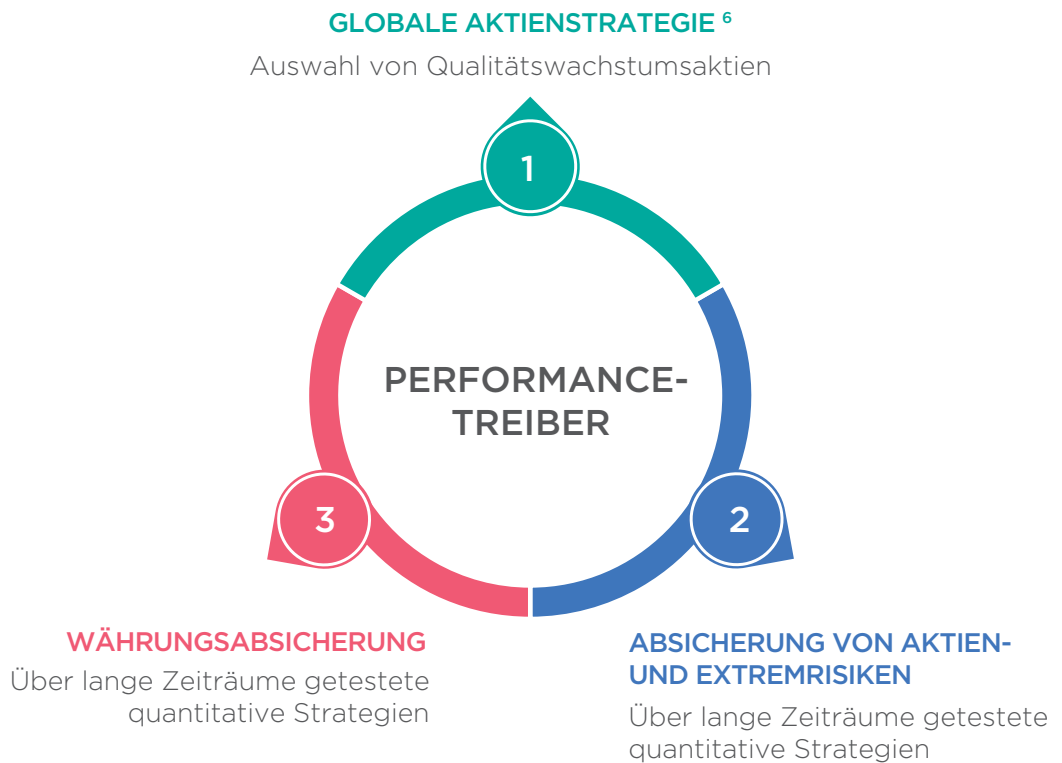 GLOBALE AKTIENSTRATEGIE 6
Auswahl von Qualitätswachstumsaktien
1
PERFORMANCE-
TREIBER
2
ABSICHERUNG VON AKTIEN-
UND EXTREMRISIKEN
Über lange Zeiträume getestete
quantitative Strategien
3
WÄHRUNGSABSICHERUNG
Über lange Zeiträume getestete
quantitative Strategien